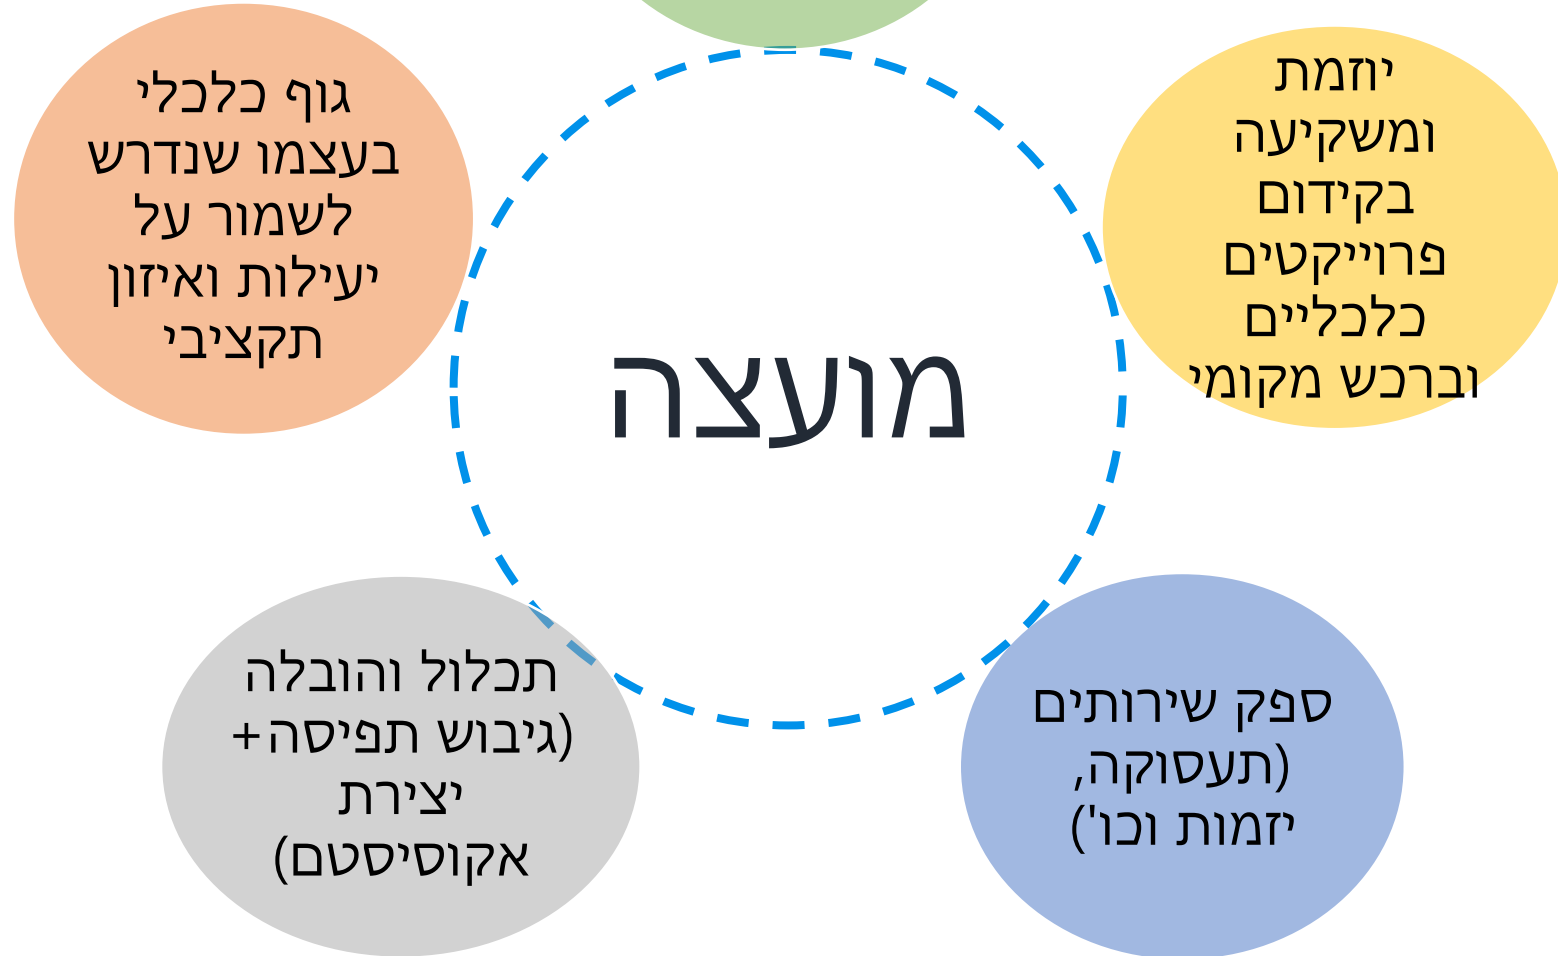 יוזמת
ומשקיעה
בקידום
פרוייקטים
כלכליים
וברכש מקומי
גוף כלכלי
בעצמו שנדרש
לשמור על
יעילות ואיזון
תקציבי
מועצה
ספק שירותים
(תעסוקה,
יזמות וכו')
תכלול והובלה
(גיבוש תפיסה+
יצירת
אקוסיסטם)